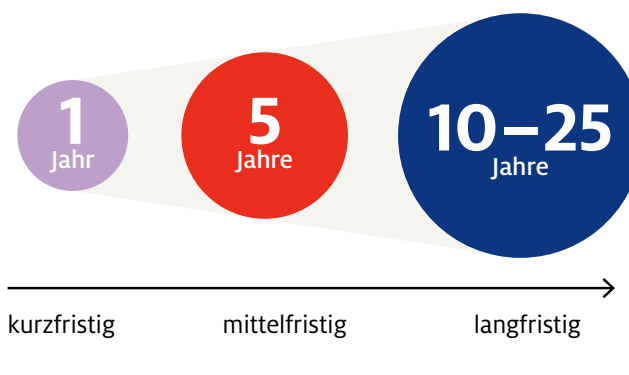 1
Jahr
5
Jahre
10–25
Jahre
kurzfristig
mittelfristig
langfristig